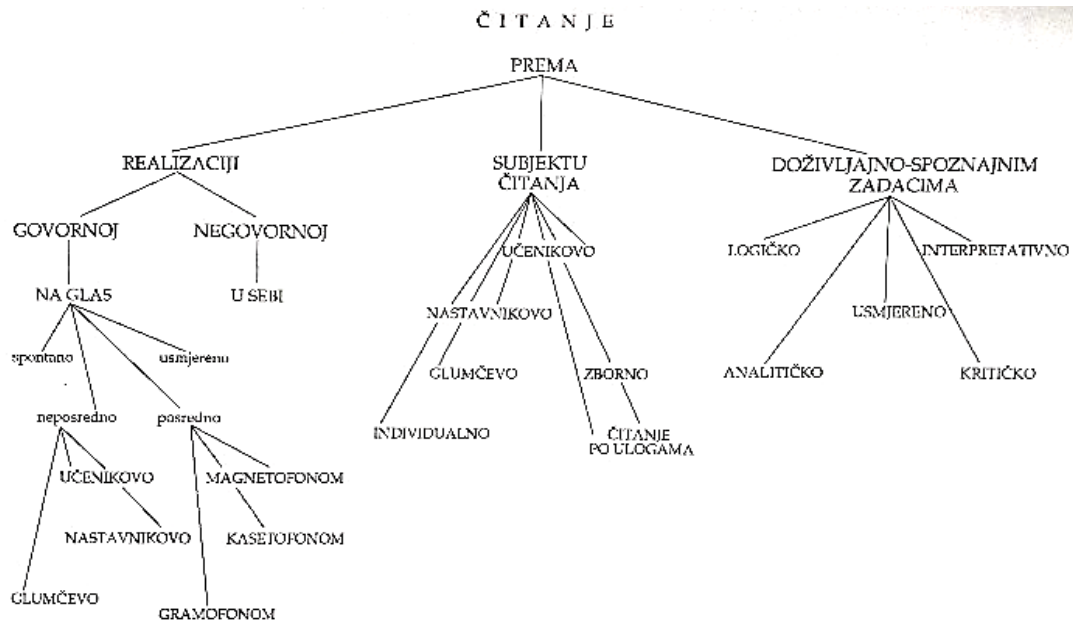 ČITANJE
PREMA
REALIZACIJI
SUBJEKTU
ČITANJA
DOŽIVLJAJNO-SPOZNAJNIM
ZADACIMA
GOVORNOJ
NEGOVORNOJ
NA GLAS
U SEBI
spontano
usmjereno
neposredno
posredno
UČENIKOVO
NASTAVNIKOVO
GLUMČEVO
MAGNETOFONOM
KASETOFONOM
GRAMOFONOM
UČENIKOVO
NASTAVNIKOVO
GLUMČEVO
ZBORNO
INDIVIDUALNO
ČITANJE
PO ULOGAMA
LOGIČKO
INTERPRETATIVNO
USMJERENO
ANALITIČKO
KRITIČKO